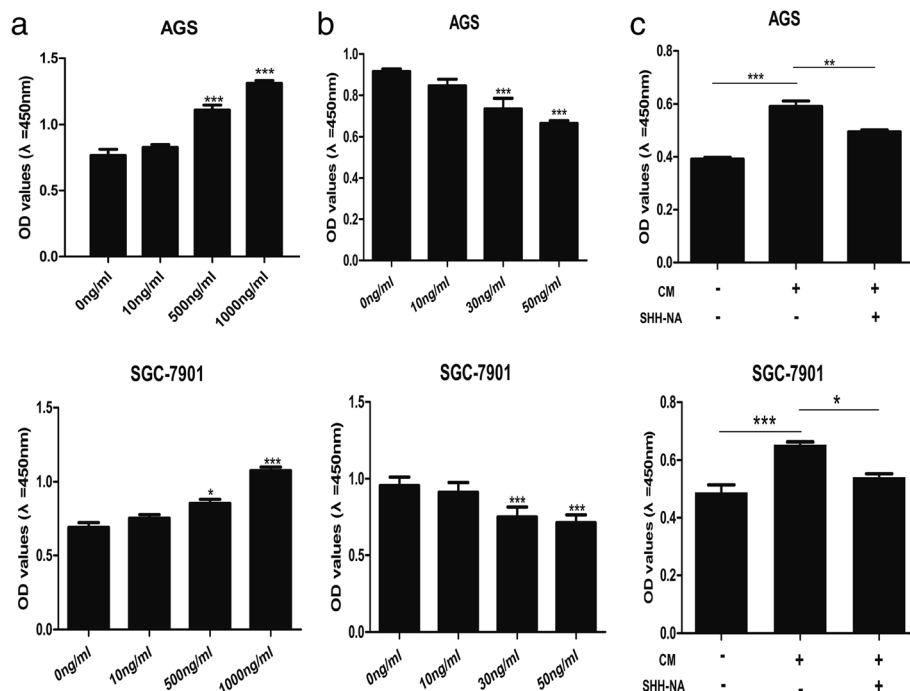 a
AGS
OD values (λ =450nm)
1.5
1.0
0.5
0.0
***
***
0ng/ml
10ng/ml
500ng/ml
1000ng/ml
b
AGS
OD values (λ =450nm)
1.0
0.8
0.6
0.4
0.2
0.0
***
***
0ng/ml
10ng/ml
30ng/ml
50ng/ml
c
AGS
OD values (λ =450nm)
0.8
0.6
0.4
0.2
0.0
***
**
CM - + +
SHH-NA - - +
SGC-7901
OD values (λ =450nm)
1.5
1.0
0.5
0.0
*
***
0ng/ml
10ng/ml
500ng/ml
1000ng/ml
SGC-7901
OD values (λ =450nm)
1.5
1.0
0.5
0.0
***
***
0ng/ml
10ng/ml
30ng/ml
50ng/ml
SGC-7901
OD values (λ =450nm)
0.8
0.6
0.4
0.2
0.0
***
*
CM - + +
SHH-NA - - +